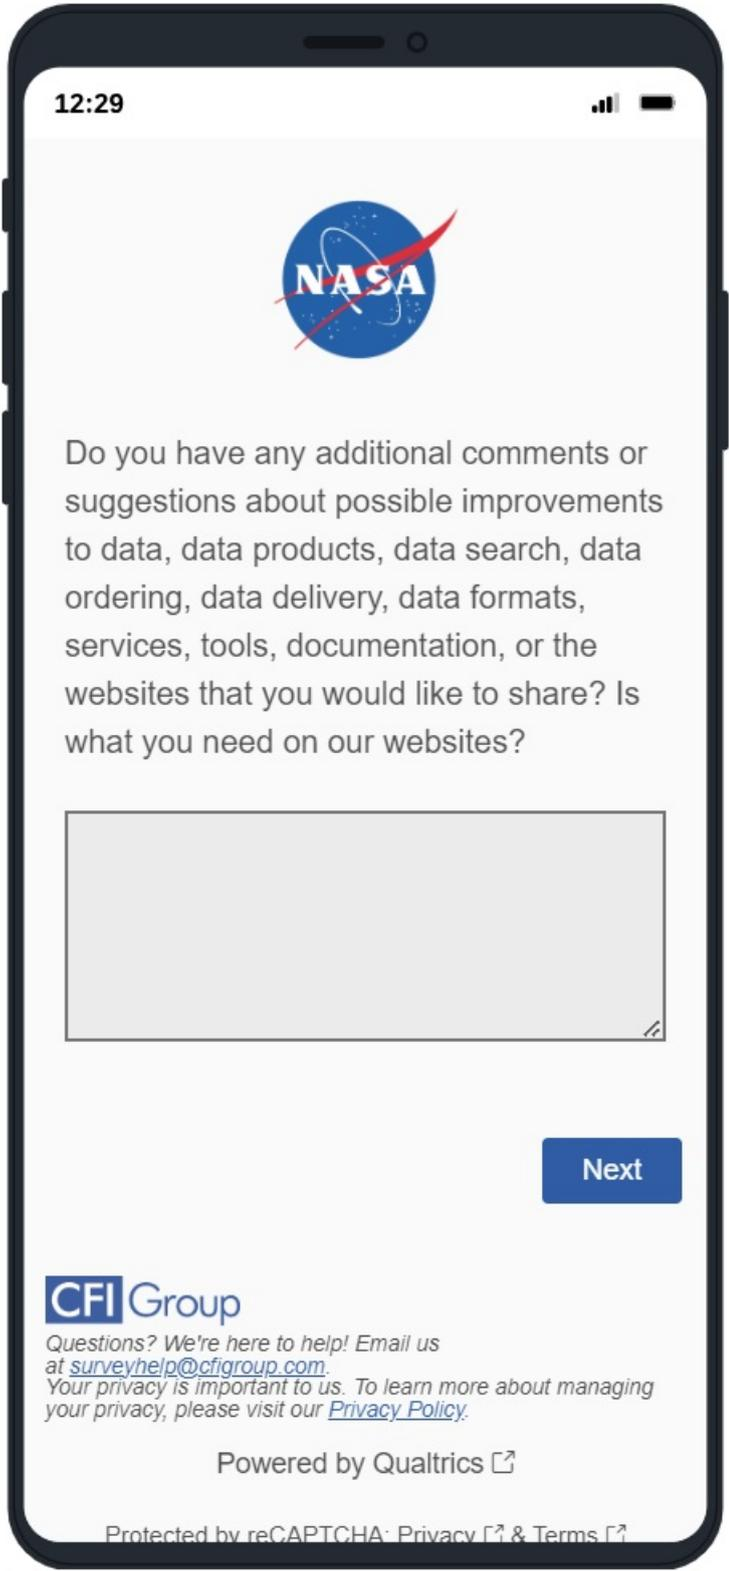 12:29
NASA
Do you have any additional comments or
suggestions about possible improvements
to data, data products, data search, data
ordering, data delivery, data formats,
services, tools, documentation, or the
websites that you would like to share? Is
what you need on our websites?
Next
CFI Group
Questions? We're here to help! Email us
at surveyhelp@cfigroup.com.
Your privacy is important to us. To learn more about managing
your privacy, please visit our Privacy Policy.
Powered by Qualtrics
Protected by reCAPTCHA: Privacy & Terms